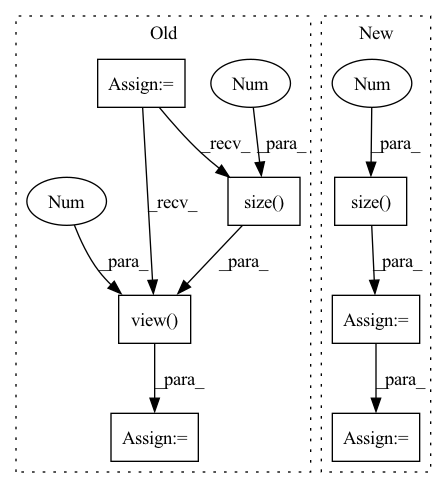 Old
New
Assign:=
Num
Num
_recv_
_para_
_para_
Num
_recv_
size()
size()
_para_
_para_
_para_
view()
Assign:=
_para_
_para_
Assign:=
Assign:=